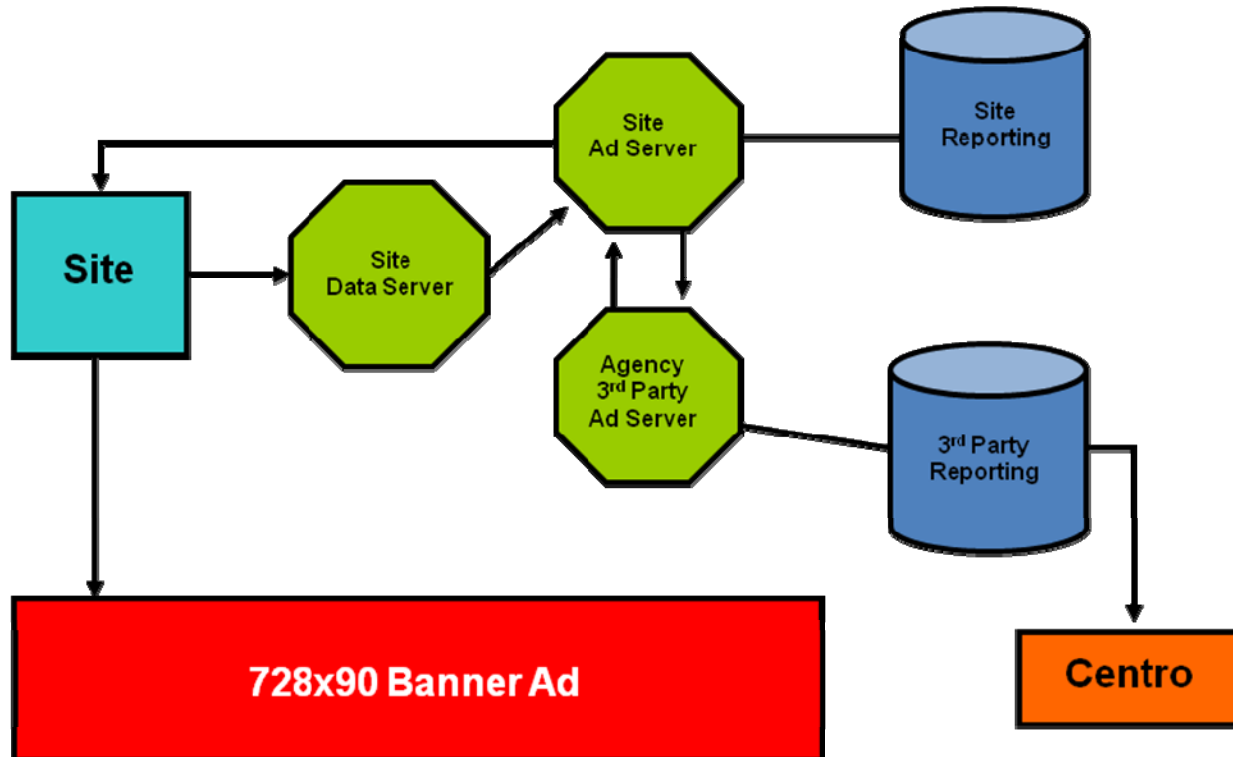 Site
Ad Server
Site
Reporting
Site
Site
Data Server
Agency
3rd Party
Ad Server
3rd Party
Reporting
728x90 Banner Ad
Centro